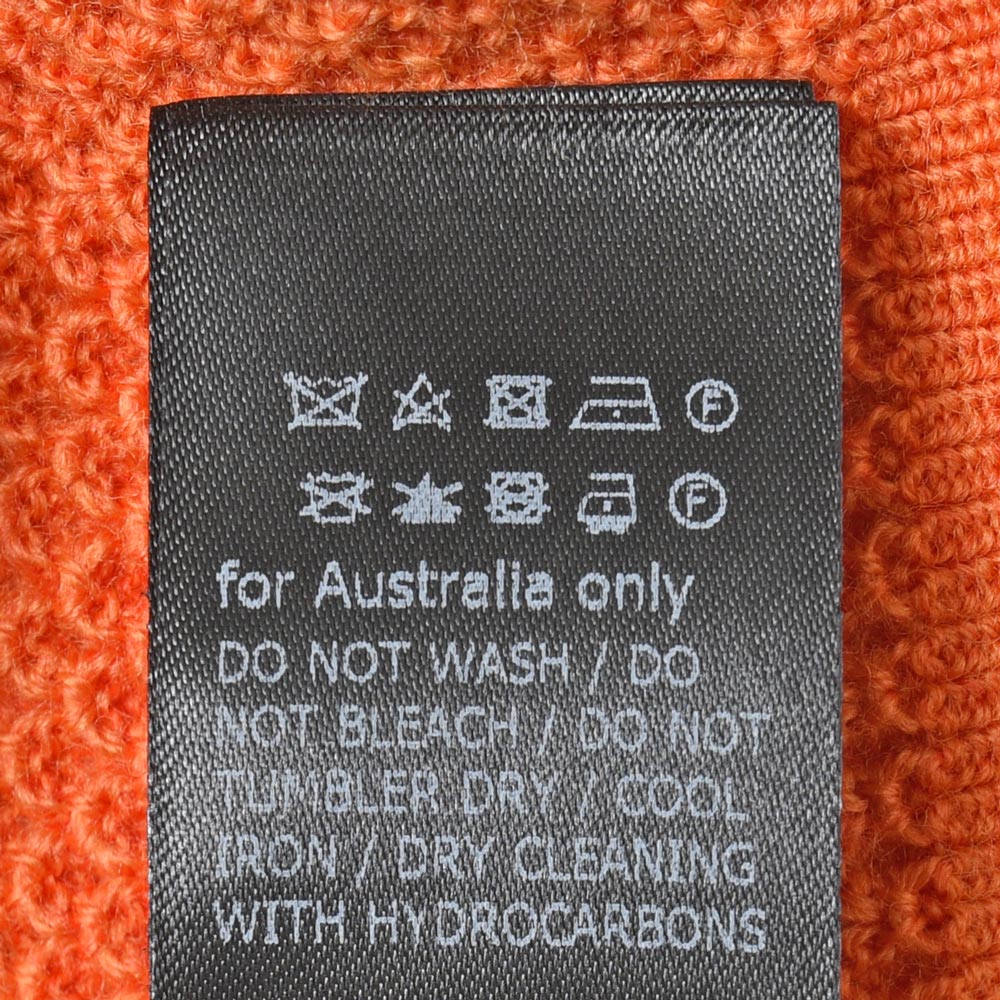 F
F
for Australia only
DO NOT WASH / DO
NOT BLEACH / DO NOT
TUMBLER DRY / COOL
IRON / DRY CLEANING
WITH HYDROCARBONS